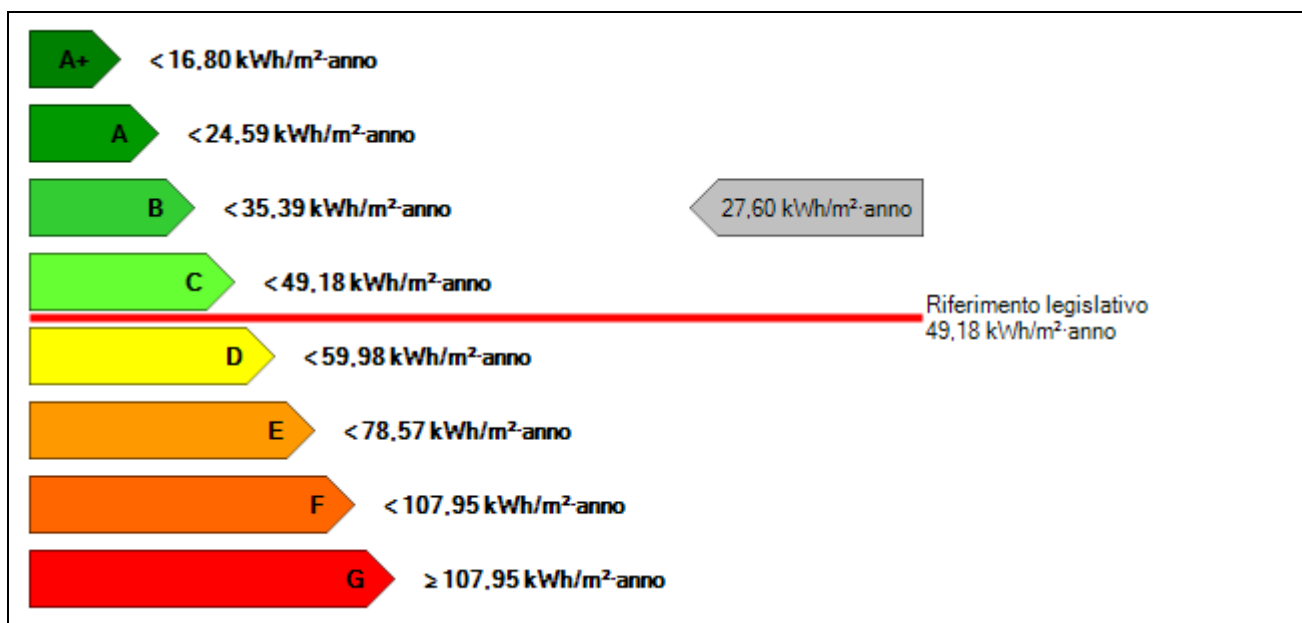 A+ < 16,80 kWh/m²·anno
A < 24,59 kWh/m²·anno
B < 35,39 kWh/m²·anno 27,60 kWh/m²·anno
C < 49,18 kWh/m²·anno
Riferimento legislativo
49,18 kWh/m²·anno
D < 59,98 kWh/m²·anno
E < 78,57 kWh/m²·anno
F < 107,95 kWh/m²·anno
G ≥ 107,95 kWh/m²·anno